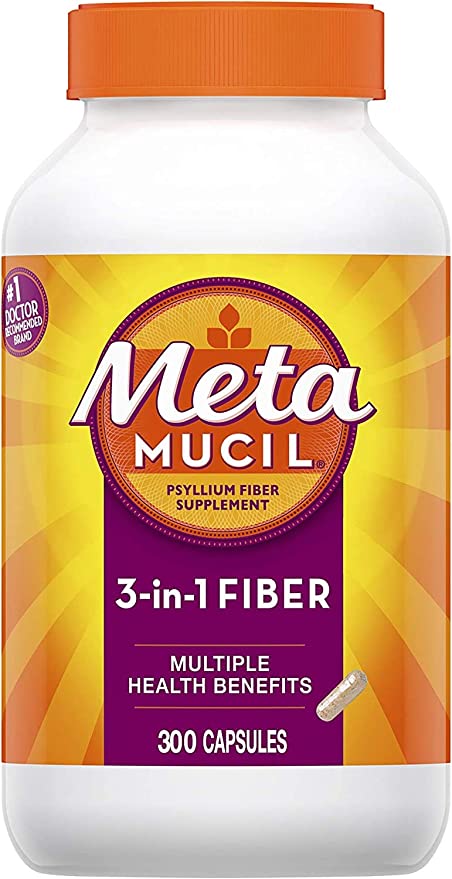 #1
DOCTOR
RECOMMENDED
BRAND
Meta
MUCIL®
PSYLLIUM FIBER
SUPPLEMENT
3-in-1 FIBER
MULTIPLE
HEALTH BENEFITS
300 CAPSULES